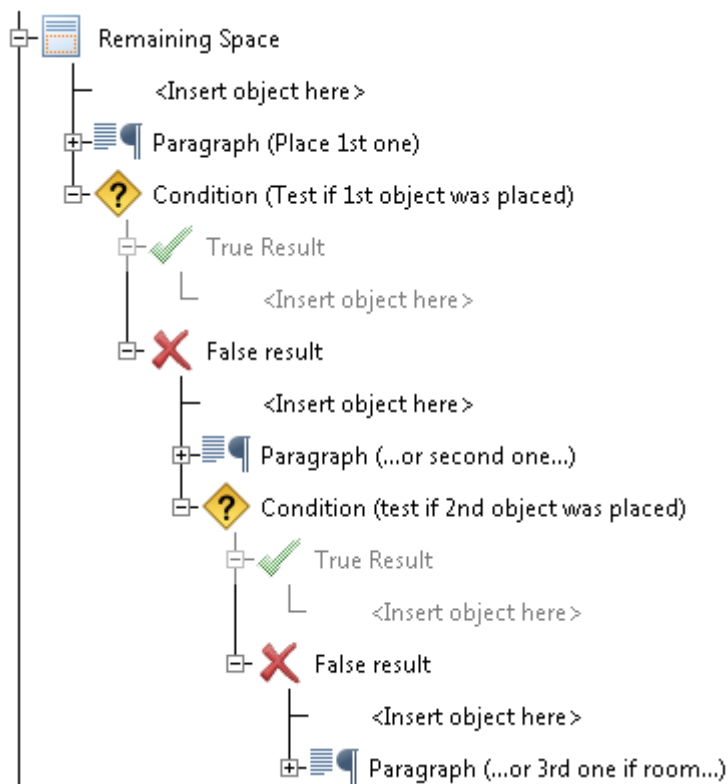 Remaining Space
<Insert object here>
Paragraph (Place 1st one)
Condition (Test if 1st object was placed)
True Result
<Insert object here>
False result
<Insert object here>
Paragraph (...or second one...)
Condition (test if 2nd object was placed)
True Result
<Insert object here>
False result
<Insert object here>
Paragraph (...or 3rd one if room...)